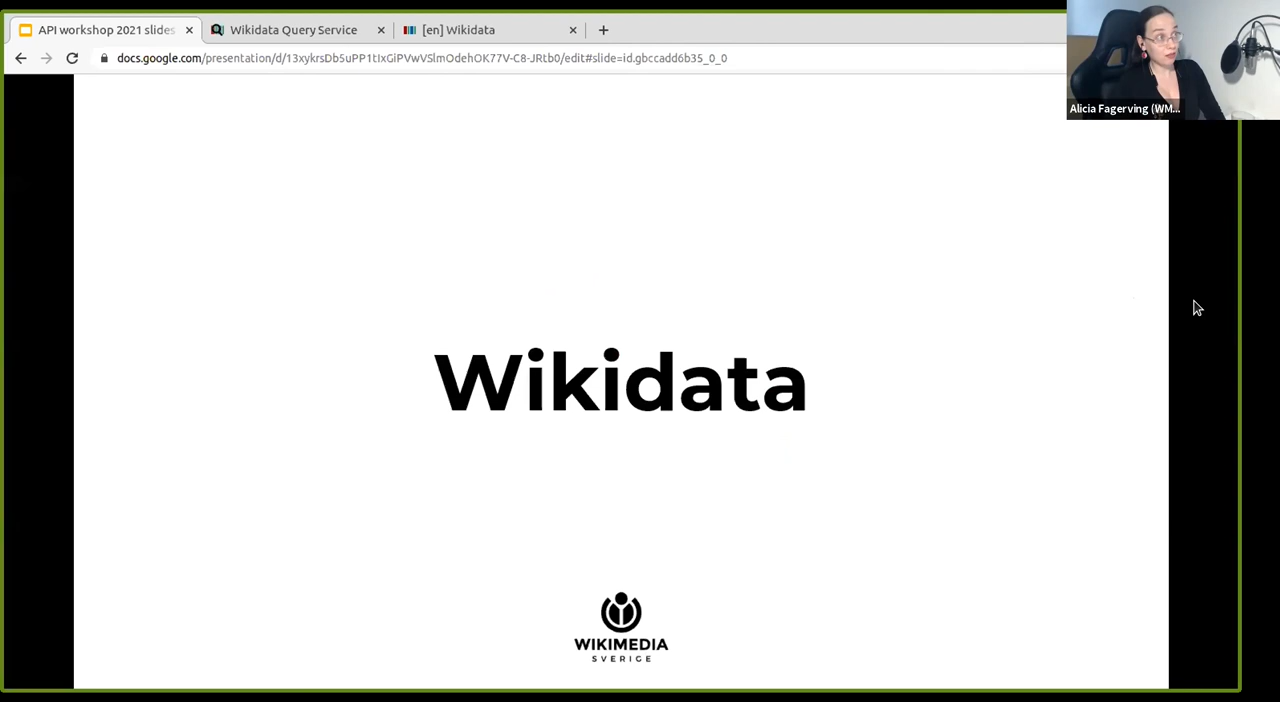 API workshop 2021 slides
Wikidata Query Service
[en] Wikidata
docs.google.com/presentation/d/13xykrsDb5uPP1tIxGiPVwVSlmOdehOK77V-C8-JRtb0/edit#slide=id.gbccadd6b35_0_0
Alicia Fagerving (WM...
Wikidata
WIKIMEDIA
SVERIGE